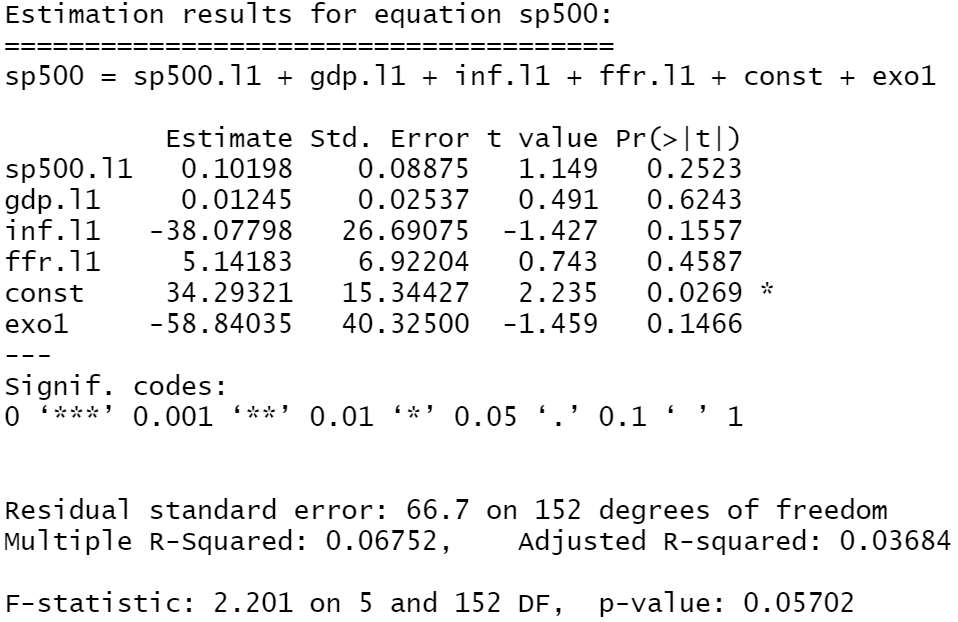 Estimation results for equation sp500:
======================================
sp500 = sp500.l1 + gdp.l1 + inf.l1 + ffr.l1 + const + exo1
Estimate Std. Error t value Pr(>|t|)
sp500.l1 0.10198 0.08875 1.149 0.2523
gdp.l1 0.01245 0.02537 0.491 0.6243
inf.l1 -38.07798 26.69075 -1.427 0.1557
ffr.l1 5.14183 6.92204 0.743 0.4587
const 34.29321 15.34427 2.235 0.0269 *
exo1 -58.84035 40.32500 -1.459 0.1466
---
Signif. codes:
0 ‘***’ 0.001 ‘**’ 0.01 ‘*’ 0.05 ‘.’ 0.1 ‘ ’ 1
Residual standard error: 66.7 on 152 degrees of freedom
Multiple R-Squared: 0.06752, Adjusted R-squared: 0.03684
F-statistic: 2.201 on 5 and 152 DF, p-value: 0.05702